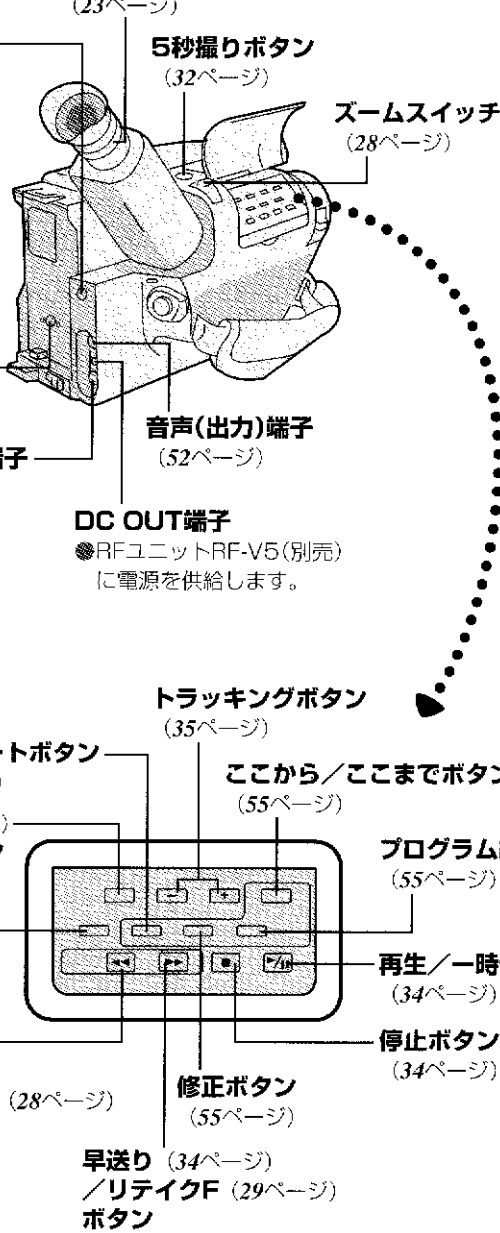 (23ページ)
5秒撮りボタン
(32ページ)
ズームスイッチ
(28ページ)
音声(出力)端子
(52ページ)
子
DC OUT端子
●RFユニットRF-V5(別売)
に電源を供給します。
トラッキングボタン
(35ページ)
ートボタン
ここから/ここまでボタン
(55ページ)
プログラム
(55ページ)
再生/一時
(34ページ)
停止ボタン
(34ページ)
(28ページ)
修正ボタン
(55ページ)
早送り (34ページ)
/リテイクF (29ページ)
ボタン